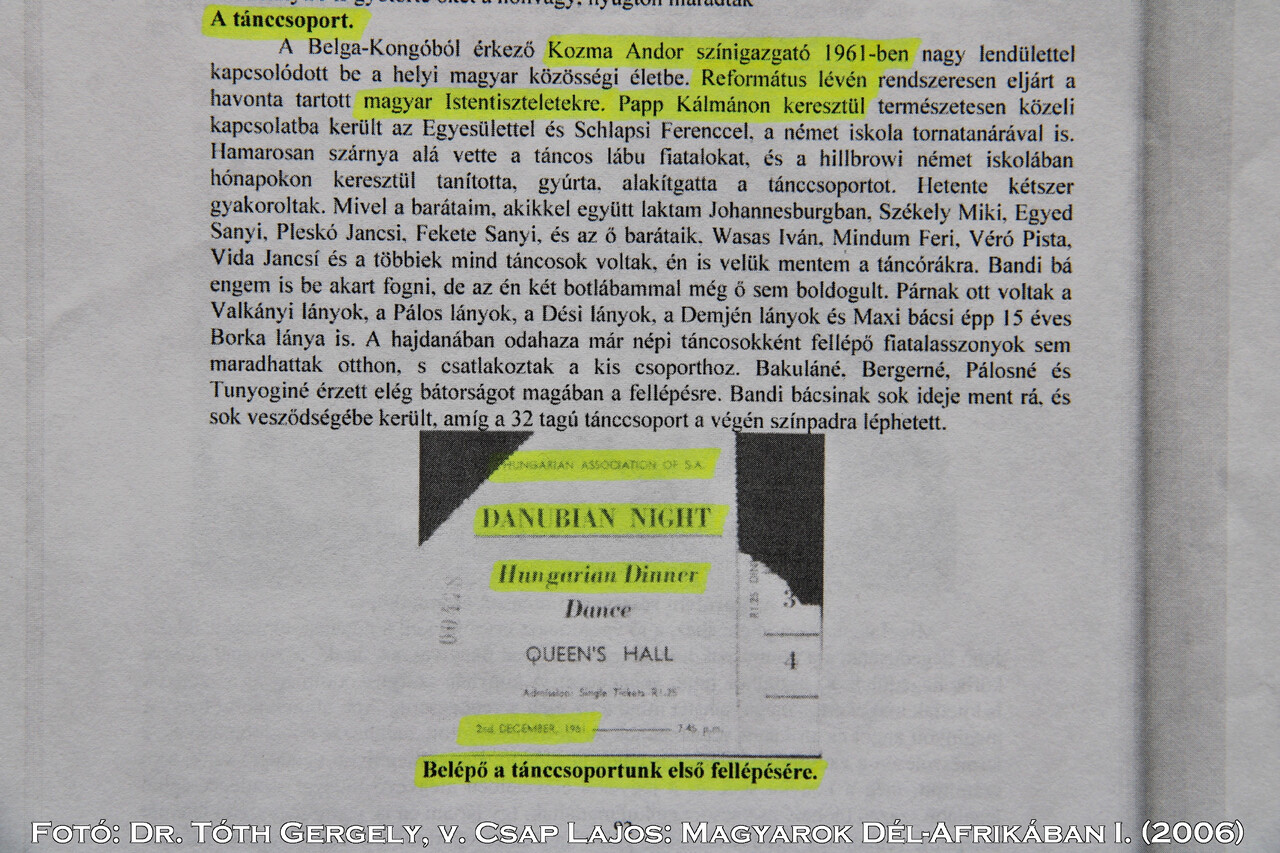 nyugton maradtak
A tánccsoport.
A Belga-Kongóból érkező Kozma Andor színigazgató 1961-ben nagy lendülettel
kapcsolódott be a helyi magyar közösségi életbe. Református lévén rendszeresen eljárt a
havonta tartott magyar Istentiszteletekre. Papp Kálmánon keresztül természetesen közeli
kapcsolatba került az Egyesülettel és Schlapsi Ferenccel, a német iskola tornatanárával is.
Hamarosan szárnya alá vette a táncos lábu fiatalokat, és a hillbrowi német iskolában
hónapokon keresztül tanította, gyúrta, alakítgatta a tánccsoportot. Hetente kétszer
gyakoroltak. Mivel a barátaim, akikkel együtt laktam Johannesburgban, Székely Miki, Egyed
Sanyi, Pleskó Jancsi, Fekete Sanyi, és az ő barátaik, Wasas Iván, Mindum Feri, Véró Pista,
Vida Jancsí és a többiek mind táncosok voltak, én is velük mentem a táncórákra. Bandi bá
engem is be akart fogni, de az én két botlábammal még ő sem boldogult. Párnak ott voltak a
Valkányi lányok, a Pálos lányok, a Dési lányok, a Demjén lányok és Maxi bácsi épp 15 éves
Borka lánya is. A hajdanában odahaza már népi táncosokként fellépő fiatalasszonyok sem
maradhattak otthon, s csatlakoztak a kis csoporthoz. Bakuláné, Bergerné, Pálosné és
Tunyoginé érzett elég bátorságot magában a fellépésre. Bandi bácsinak sok ideje ment rá, és
sok vesződségébe került, amíg a 32 tagú tánccsoport a végén színpadra léphetett.
HUNGARIAN ASSOCIATION OF S.A.
DANUBIAN NIGHT
Hungarian Dinner
Dance
QUEEN'S HALL
Admission: Single Tickets R1.25
2nd DECEMBER, 1961 — 7.45 p.m.
3
4
Belépő a tánccsoportunk első fellépésére.
Fotó: Dr. Tóth Gergely, v. Csap Lajos: Magyarok Dél-Afrikában I. (2006)